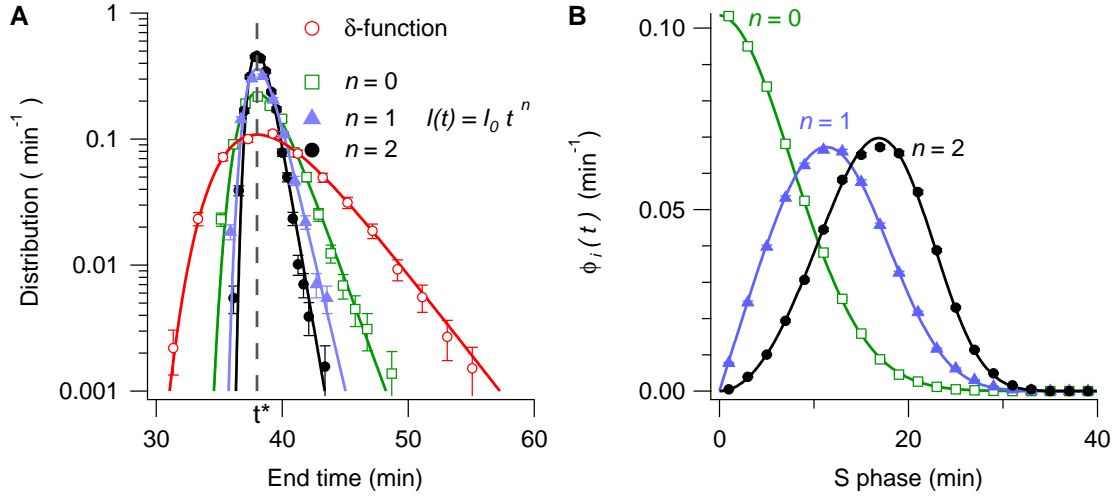 A
Distribution ( min⁻¹)
1
0.1
0.01
0.001
30
40
50
60
t*
End time (min)
δ-function
n = 0
n = 1 I(t) = I₀ t ⁿ
n = 2
B
ϕᵢ(t) (min⁻¹)
0.10
0.05
0.00
0
20
40
S phase (min)
n = 0
n = 1
n = 2